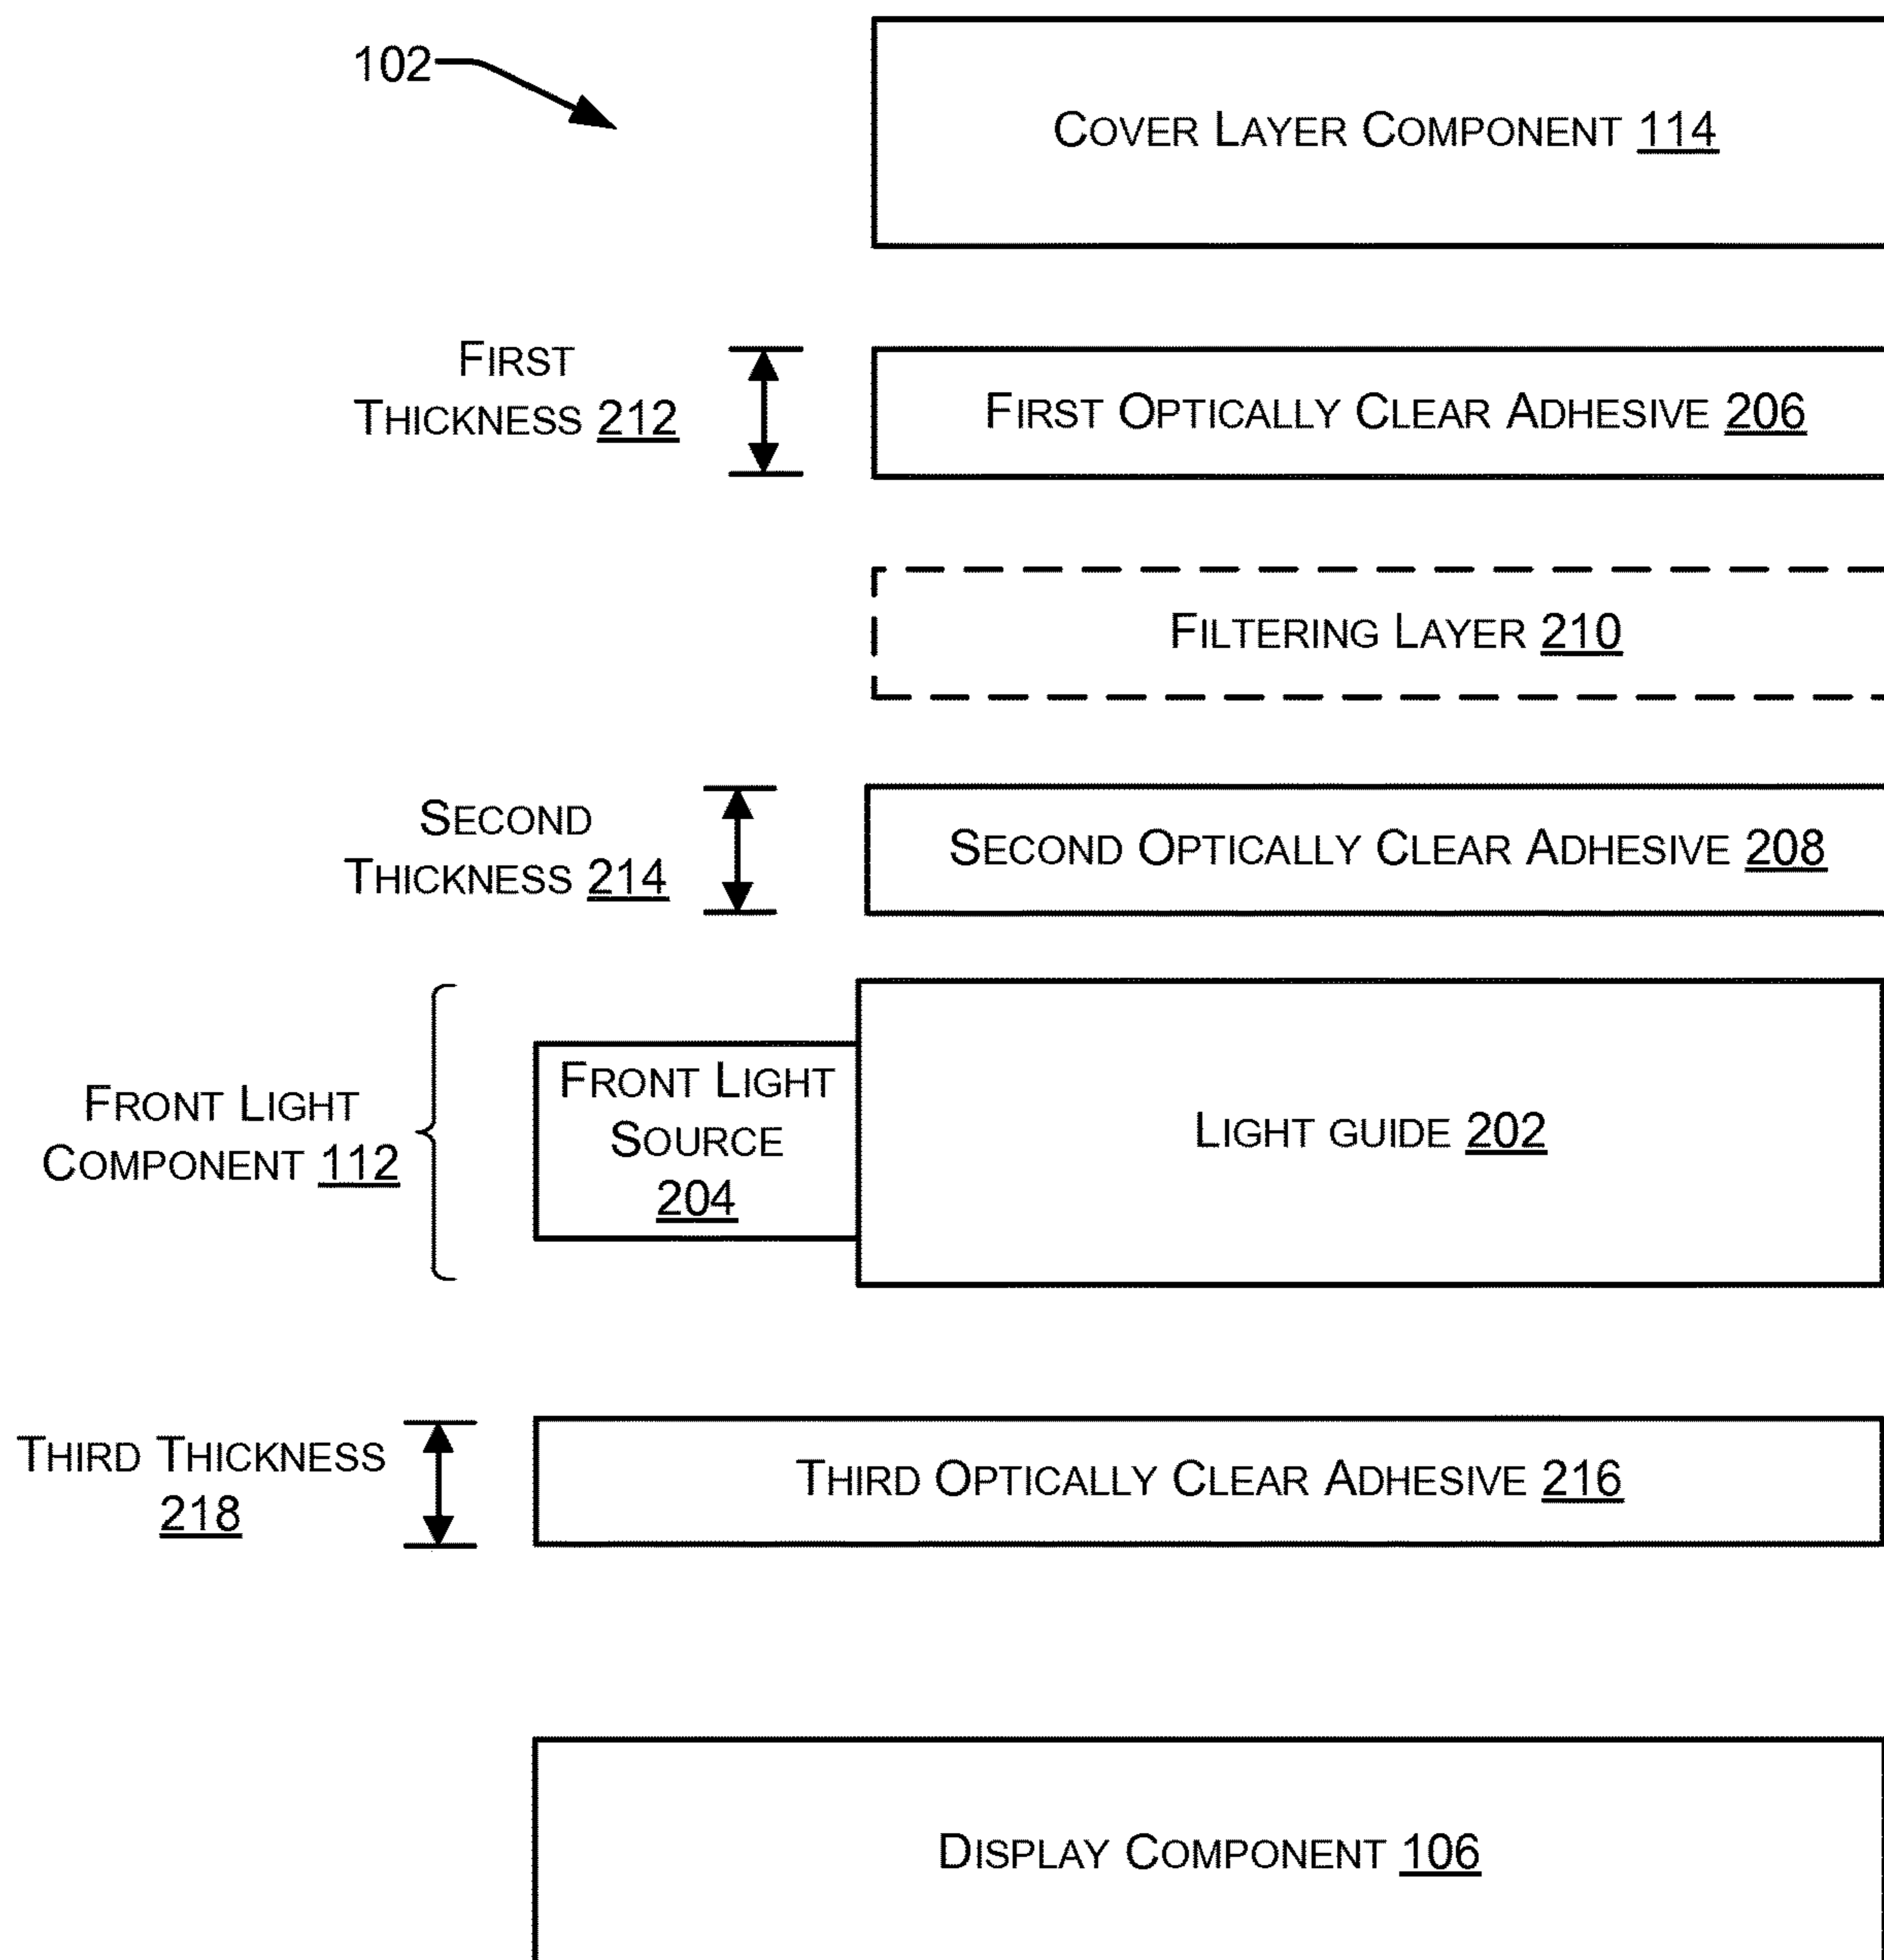 102
COVER LAYER COMPONENT 114
FIRST
THICKNESS 212
FIRST OPTICALLY CLEAR ADHESIVE 206
FILTERING LAYER 210
SECOND
THICKNESS 214
SECOND OPTICALLY CLEAR ADHESIVE 208
FRONT LIGHT
COMPONENT 112
FRONT LIGHT
SOURCE
204
LIGHT GUIDE 202
THIRD THICKNESS
218
THIRD OPTICALLY CLEAR ADHESIVE 216
DISPLAY COMPONENT 106